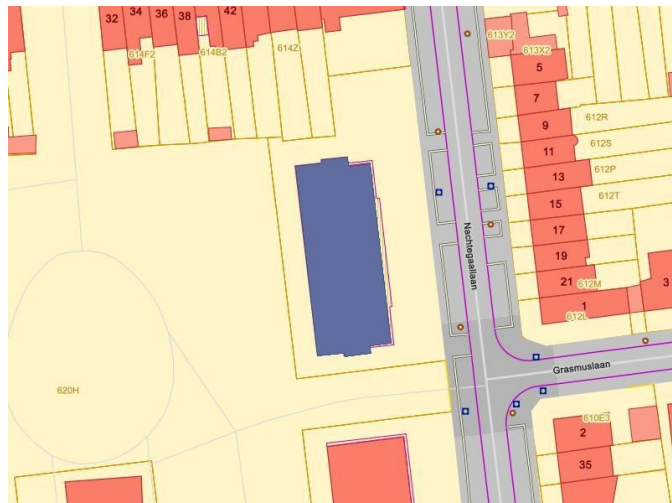 32 34 36 38 42
614F2 614B2 614Z
613Y2
613X2
5
7
9
612R
11
612S
13
612P
15
612T
17
19
21
612M
1
612L
3
Nachtegaallaan
Grasmuslaan
620H
610E3
2
35